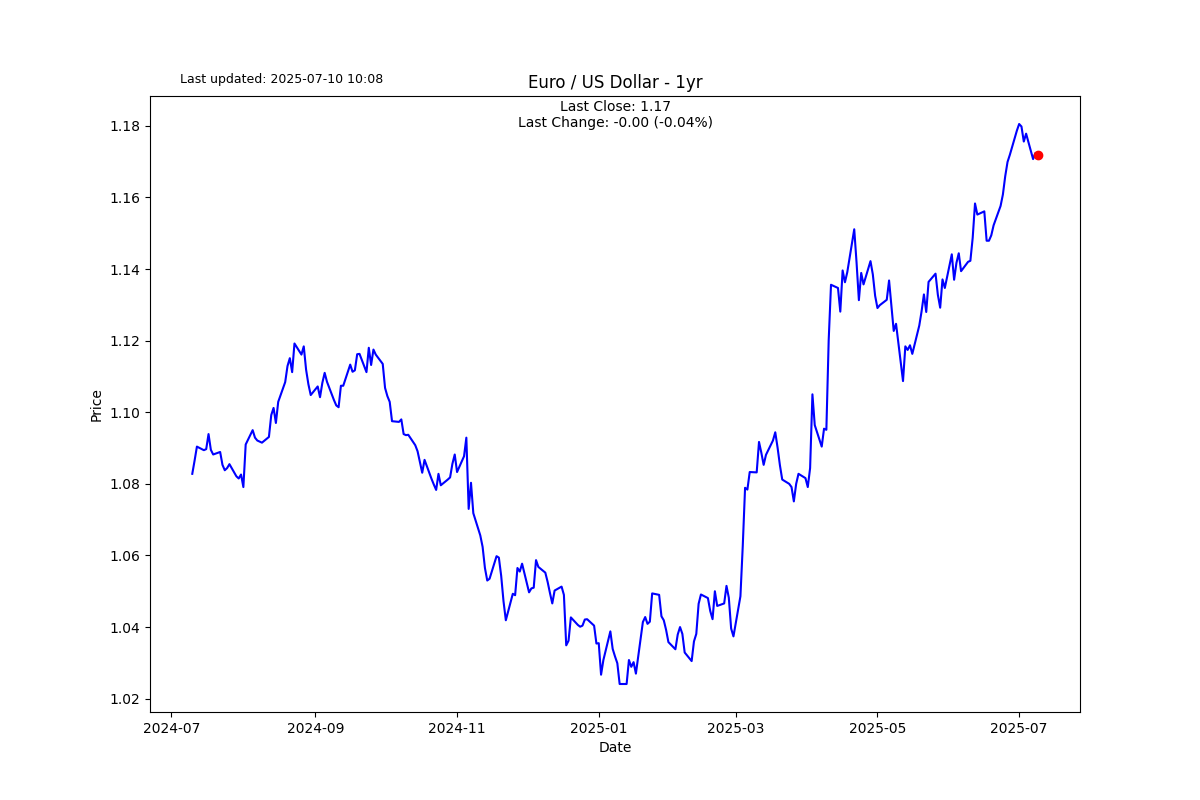 Last updated: 2025-07-10 10:08
Euro / US Dollar - 1yr
Last Close: 1.17
Last Change: -0.00 (-0.04%)
1.18
1.16
1.14
1.12
1.10
1.08
1.06
1.04
1.02
Price
2024-07
2024-09
2024-11
2025-01
2025-03
2025-05
2025-07
Date